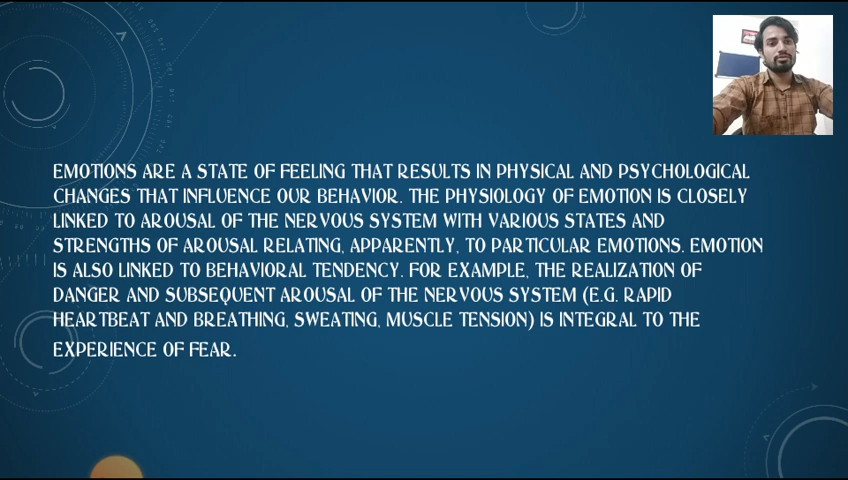 EMOTIONS ARE A STATE OF FEELING THAT RESULTS IN PHYSICAL AND PSYCHOLOGICAL
CHANGES THAT INFLUENCE OUR BEHAVIOR. THE PHYSIOLOGY OF EMOTION IS CLOSELY
LINKED TO AROUSAL OF THE NERVOUS SYSTEM WITH VARIOUS STATES AND
STRENGTHS OF AROUSAL RELATING, APPARENTLY, TO PARTICULAR EMOTIONS. EMOTION
IS ALSO LINKED TO BEHAVIORAL TENDENCY. FOR EXAMPLE, THE REALIZATION OF
DANGER AND SUBSEQUENT AROUSAL OF THE NERVOUS SYSTEM (E.G. RAPID
HEARTBEAT AND BREATHING, SWEATING, MUSCLE TENSION) IS INTEGRAL TO THE
EXPERIENCE OF FEAR.